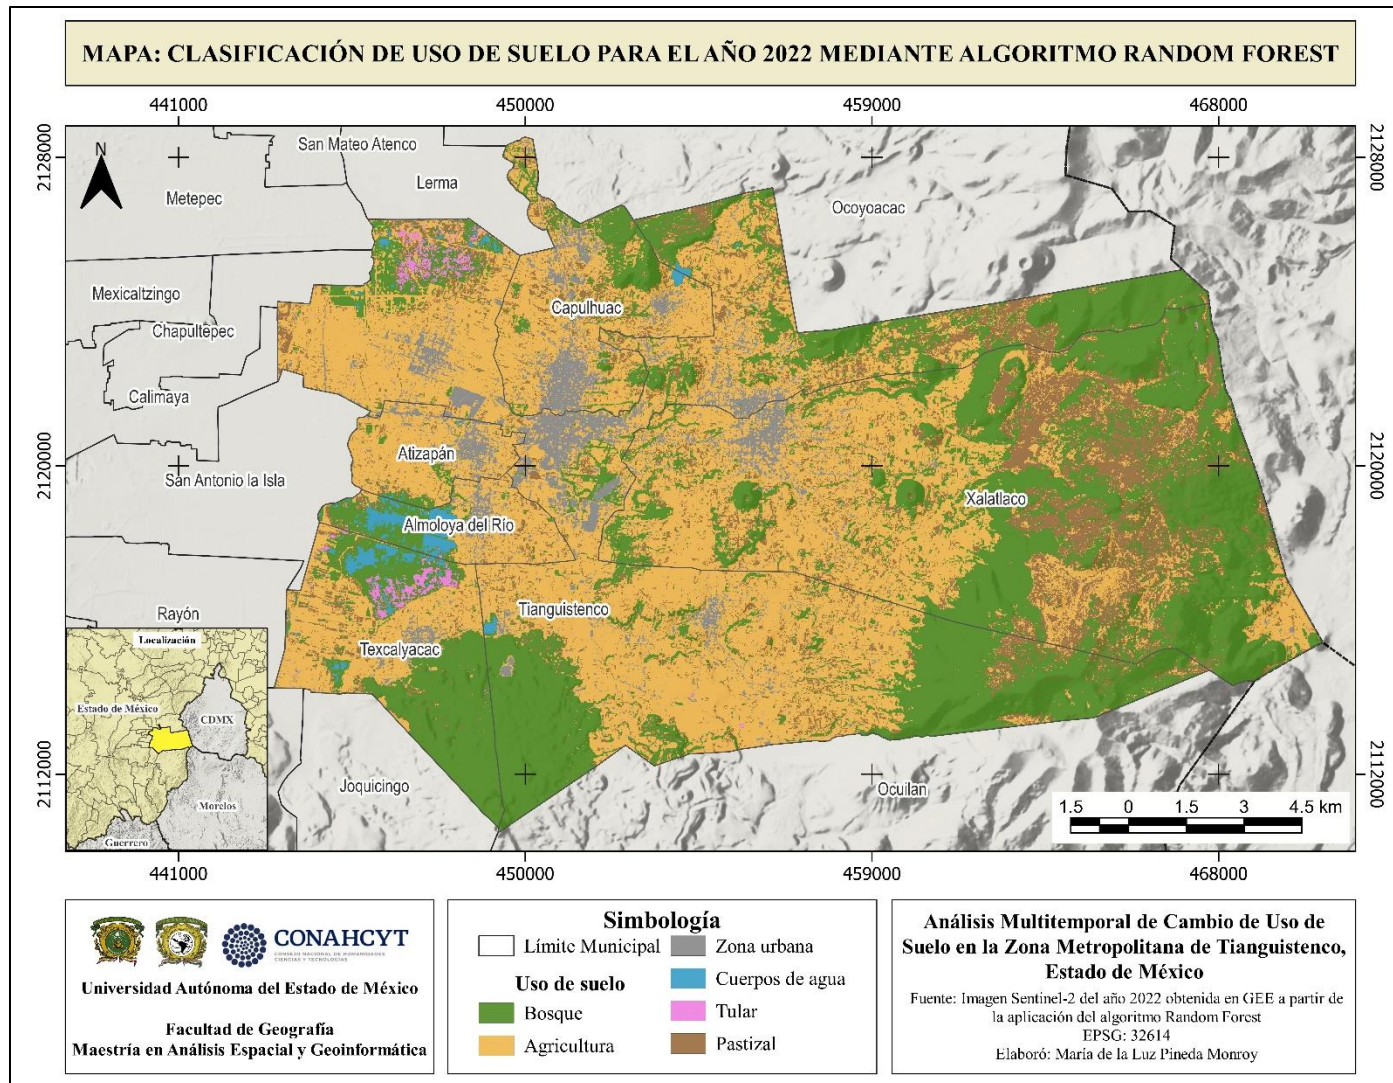 MAPA: CLASIFICACIÓN DE USO DE SUELO PARA EL AÑO 2022 MEDIANTE ALGORITMO RANDOM FOREST
441000
450000
459000
468000
2128000
2128000
N
San Mateo Atenco
Lerma
Metepec
Ocoyoacac
Mexicaltzingo
Capulhuac
Chapultepec
Calimaya
2120000
2120000
Atizapán
San Antonio la Isla
Xalatlaco
Almoloya del Río
Rayón
Tianguistenco
Texcalyacac
Localización
Estado de México
CDMX
Morelos
Guerrero
2112000
2112000
Joquicingo
Ocuilan
1.5 0 1.5 3 4.5 km
441000
450000
459000
468000
CONAHCYT
CONSEJO NACIONAL DE HUMANIDADES
CIENCIAS Y TECNOLOGÍAS
Universidad Autónoma del Estado de México
Facultad de Geografía
Maestría en Análisis Espacial y Geoinformática
Simbología
Límite Municipal
Uso de suelo
Bosque
Agricultura
Zona urbana
Cuerpos de agua
Tular
Pastizal
Análisis Multitemporal de Cambio de Uso de
Suelo en la Zona Metropolitana de Tianguistenco,
Estado de México
Fuente: Imagen Sentinel-2 del año 2022 obtenida en GEE a partir de
la aplicación del algoritmo Random Forest
EPSG: 32614
Elaboró: María de la Luz Pineda Monroy